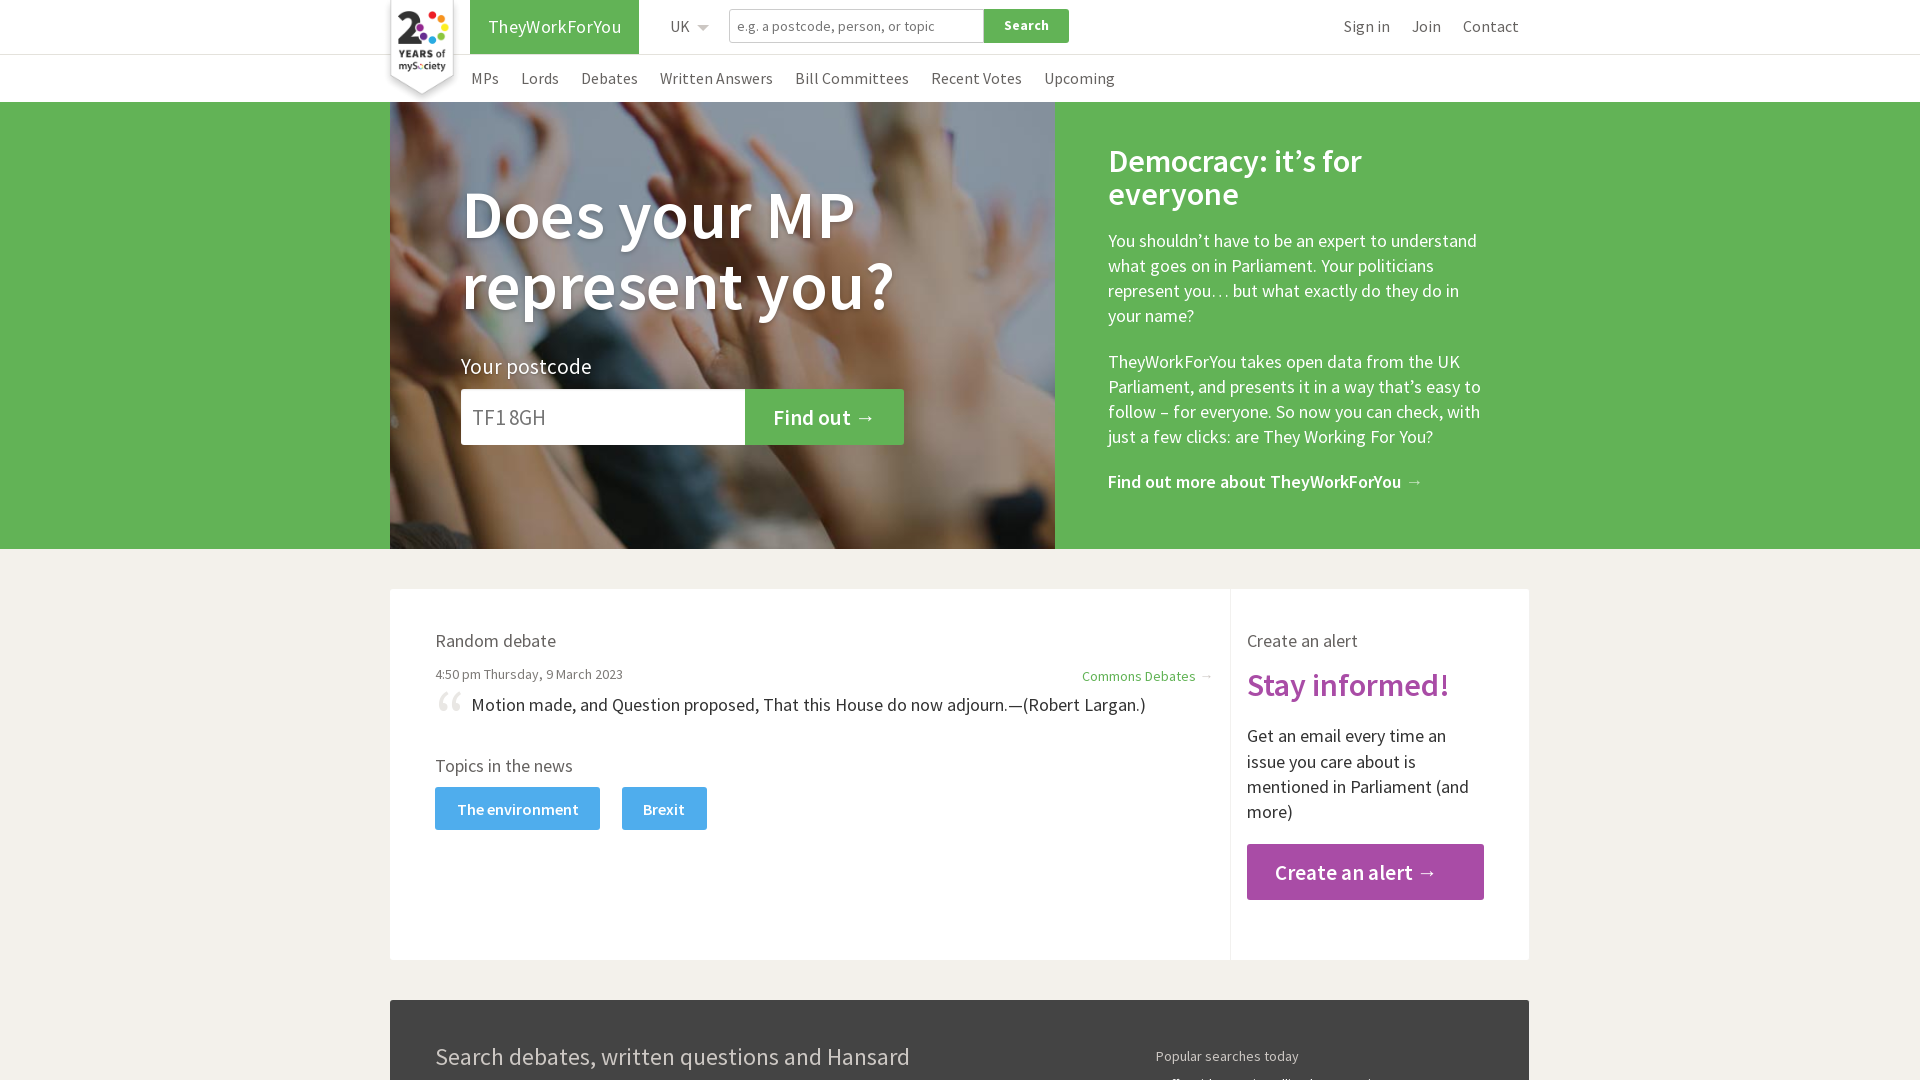 20
YEARS of
mySociety
TheyWorkForYou
UK
e.g. a postcode, person, or topic
Search
Sign in
Join
Contact
MPs
Lords
Debates
Written Answers
Bill Committees
Recent Votes
Upcoming
Does your MP
represent you?
Your postcode
TF1 8GH
Find out →
Democracy: it’s for
everyone
You shouldn’t have to be an expert to understand
what goes on in Parliament. Your politicians
represent you… but what exactly do they do in
your name?
TheyWorkForYou takes open data from the UK
Parliament, and presents it in a way that’s easy to
follow – for everyone. So now you can check, with
just a few clicks: are They Working For You?
Find out more about TheyWorkForYou →
Random debate
4:50 pm Thursday, 9 March 2023
Commons Debates →
“ Motion made, and Question proposed, That this House do now adjourn.—(Robert Largan.)
Topics in the news
The environment
Brexit
Create an alert
Stay informed!
Get an email every time an
issue you care about is
mentioned in Parliament (and
more)
Create an alert →
Search debates, written questions and Hansard
Popular searches today